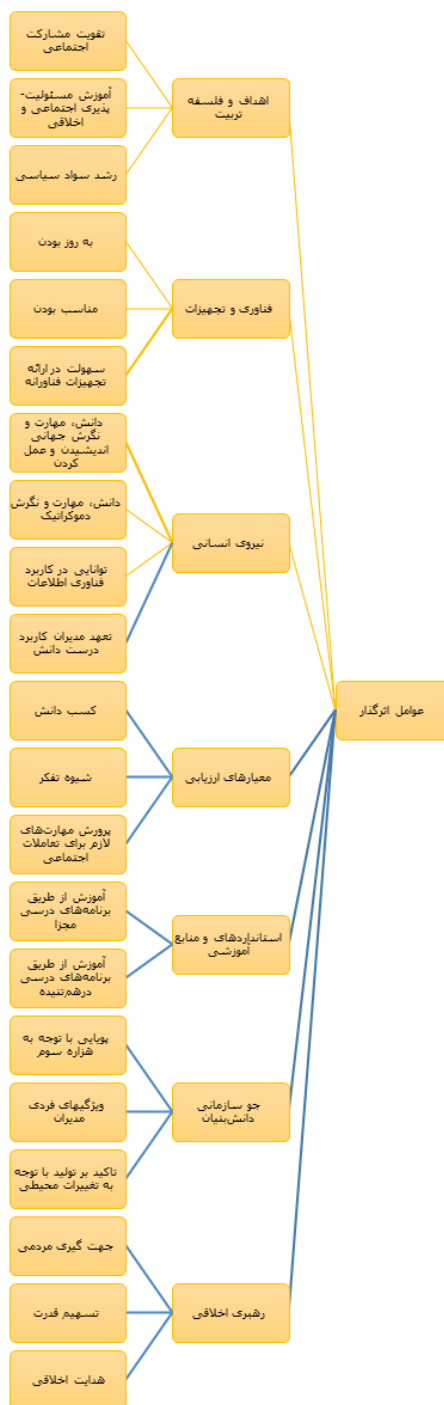 عوامل اثرگذار
اهداف و فلسفه
تربیت
تقویت مشارکت
اجتماعی
آموزش مسئولیت-
پذیری اجتماعی و
اخلاقی
رشد سواد سیاسی
فناوری و تجهیزات
به روز بودن
مناسب بودن
سهولت در ارائه
تجهیزات فناورانه
نیروی انسانی
دانش، مهارت و
نگرش جهانی
اندیشیدن و عمل
کردن
دانش، مهارت و نگرش
دموکراتیک
توانایی در کاربرد
فناوری اطلاعات
تعهد مدیران کاربرد
درست دانش
معیارهای ارزیابی
کسب دانش
شیوه تفکر
پرورش مهارت‌های
لازم برای تعاملات
اجتماعی
استانداردهای و منابع
آموزشی
آموزش از طریق
برنامه‌های درسی
مجزا
آموزش از طریق
برنامه‌های درسی
درهم‌تنیده
جو سازمانی
دانش‌بنیان
پویایی با توجه به
هزاره سوم
ویژگیهای فردی
مدیران
تاکید بر تولید با توجه
به تغییرات محیطی
رهبری اخلاقی
جهت گیری مردمی
تسهیم قدرت
هدایت اخلاقی